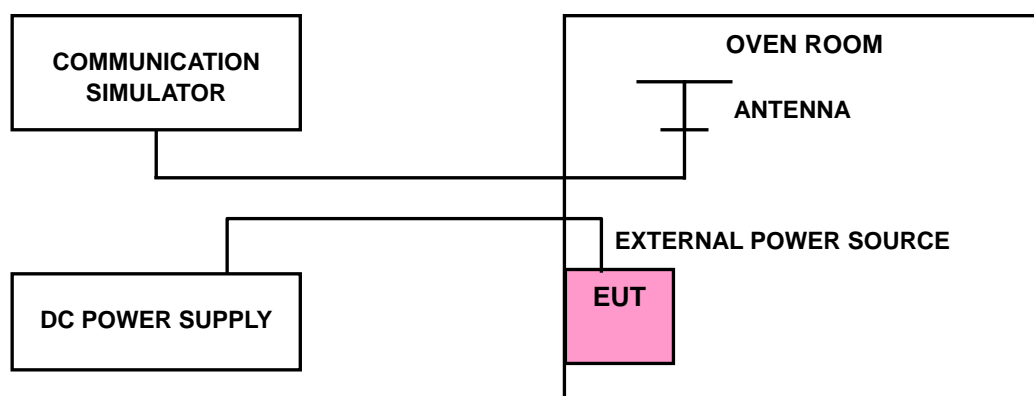 COMMUNICATION
SIMULATOR
OVEN ROOM
ANTENNA
EXTERNAL POWER SOURCE
EUT
DC POWER SUPPLY